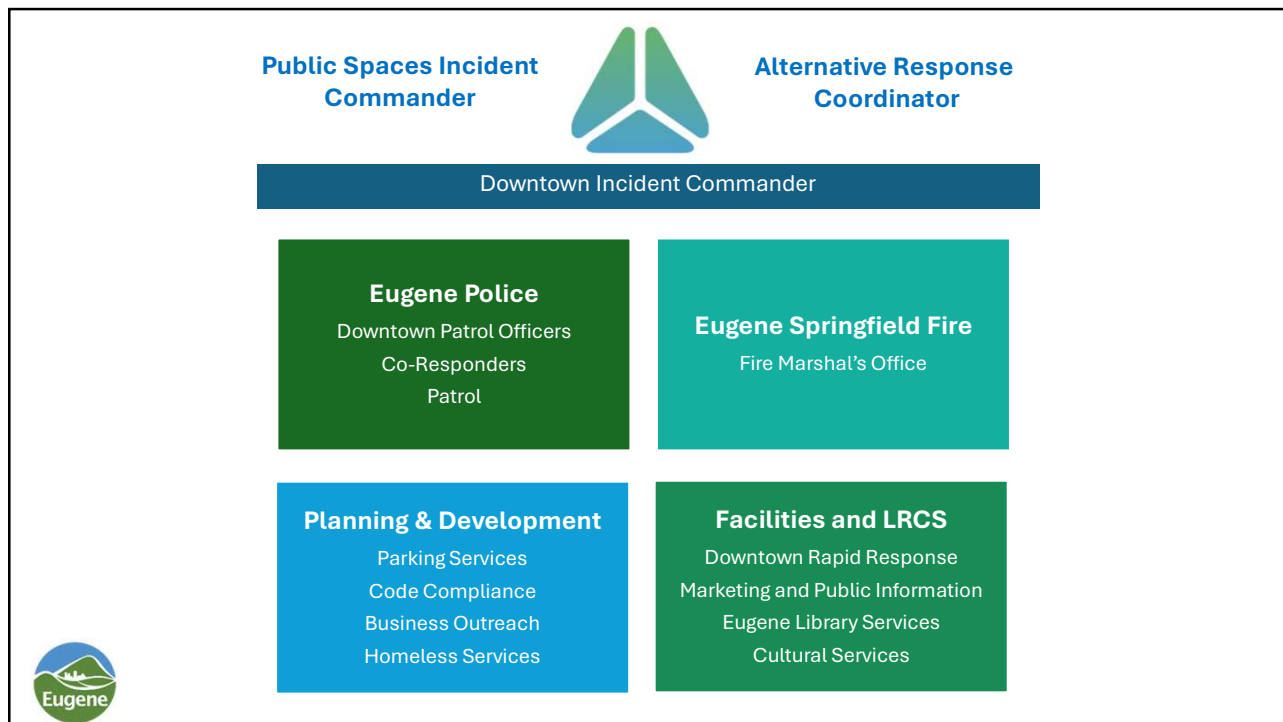 Public Spaces Incident
Commander
Alternative Response
Coordinator
Downtown Incident Commander
Eugene Police
Downtown Patrol Officers
Co-Responders
Patrol
Eugene Springfield Fire
Fire Marshal’s Office
Planning & Development
Parking Services
Code Compliance
Business Outreach
Homeless Services
Facilities and LRCS
Downtown Rapid Response
Marketing and Public Information
Eugene Library Services
Cultural Services
Eugene